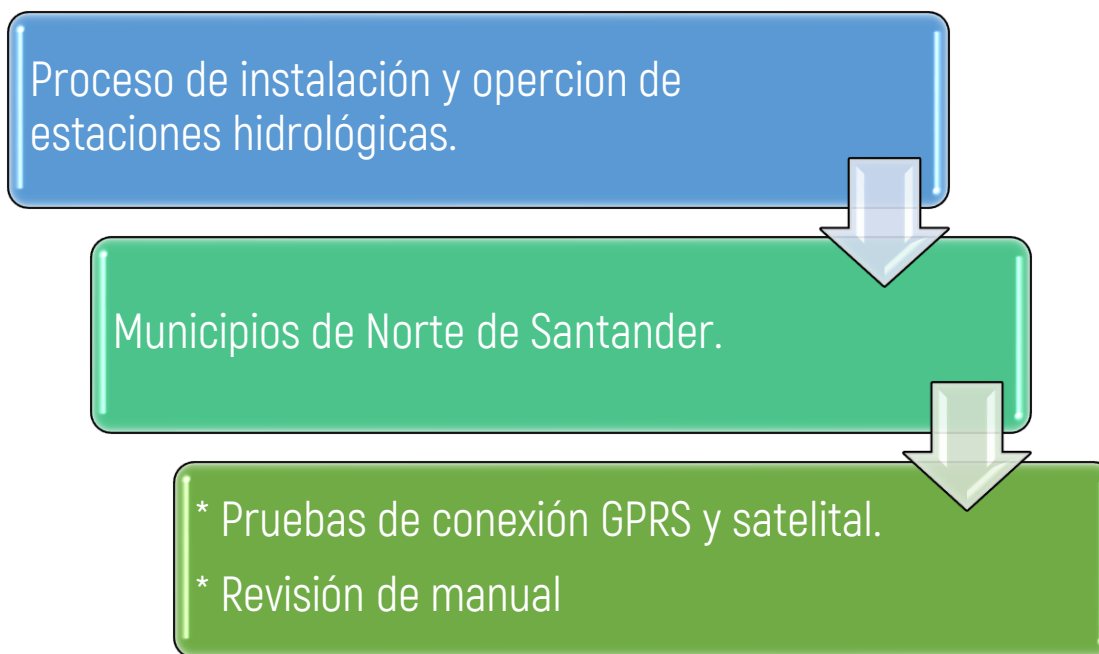 Proceso de instalación y opercion de
estaciones hidrológicas.
Municipios de Norte de Santander.
* Pruebas de conexión GPRS y satelital.
* Revisión de manual